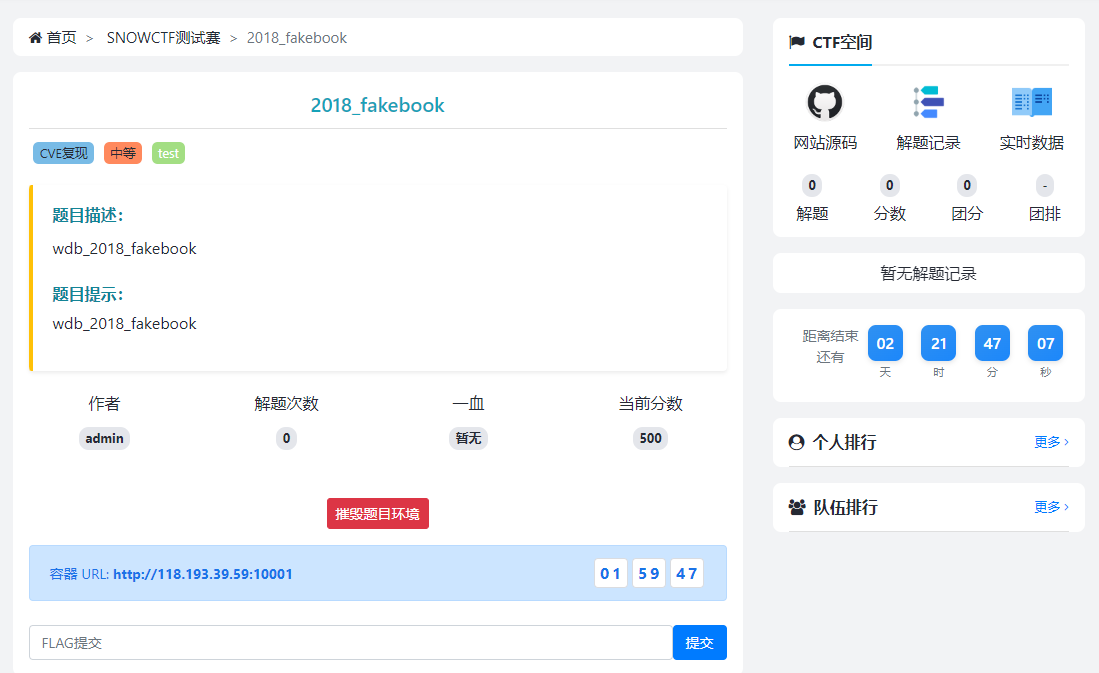 首页 > SNOWCTF测试赛 > 2018_fakebook
2018_fakebook
CVE复现 中等 test
题目描述:
wdb_2018_fakebook
题目提示:
wdb_2018_fakebook
作者 解题次数 一血 当前分数
admin 0 暂无 500
摧毁题目环境
容器 URL: http://118.193.39.59:10001 01 59 47
FLAG提交 提交
CTF空间
网站源码 解题记录 实时数据
0 0 0 -
解题 分数 团分 团排
暂无解题记录
距离结束还有 02 21 47 07
天 时 分 秒
个人排行 更多 ›
队伍排行 更多 ›